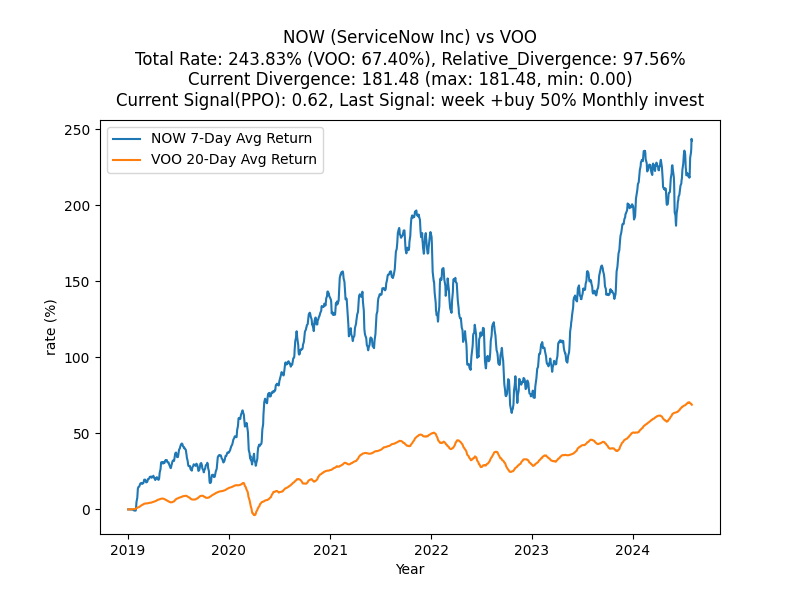 NOW (ServiceNow Inc) vs VOO
Total Rate: 243.83% (VOO: 67.40%), Relative_Divergence: 97.56%
Current Divergence: 181.48 (max: 181.48, min: 0.00)
Current Signal(PPO): 0.62, Last Signal: week +buy 50% Monthly invest
NOW 7-Day Avg Return
VOO 20-Day Avg Return
250
200
150
100
50
0
rate (%)
2019 2020 2021 2022 2023 2024
Year